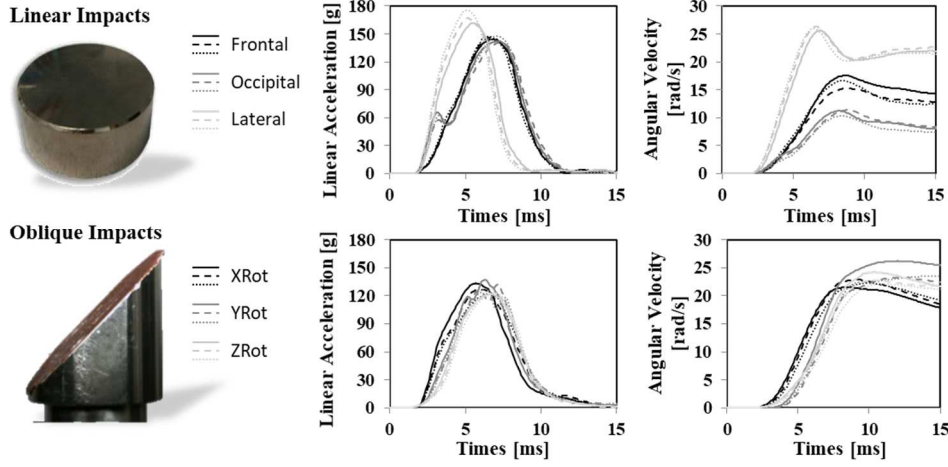 Linear Impacts
Frontal
Occipital
Lateral
Linear Acceleration [g]
180
150
120
90
60
30
0
0 5 10 15
Times [ms]
Angular Velocity
[rad/s]
30
25
20
15
10
5
0
0 5 10 15
Times [ms]
Oblique Impacts
XRot
YRot
ZRot
Linear Acceleration [g]
180
150
120
90
60
30
0
0 5 10 15
Times [ms]
Angular Velocity
[rad/s]
30
25
20
15
10
5
0
0 5 10 15
Times [ms]